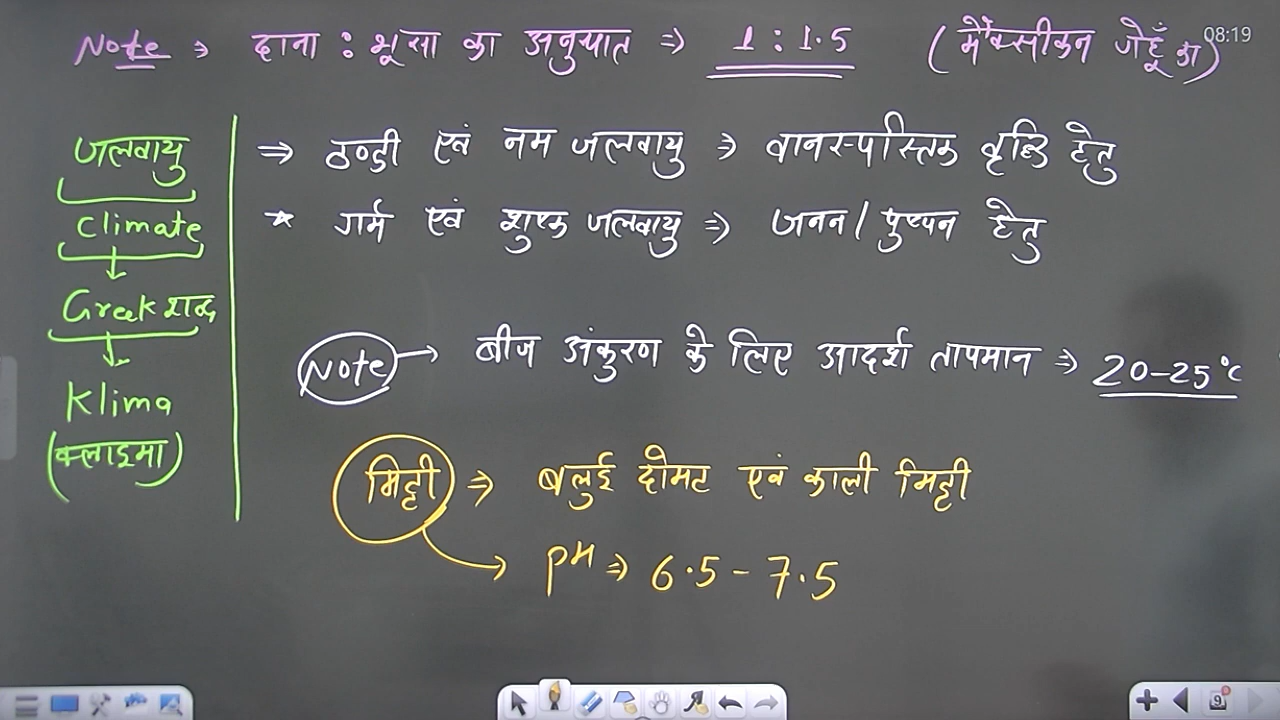 Note → दाना : भूसा का अनुपात ⇒ 1 : 1.5 (मैक्सीकन गेहूँ का)
08:19
जलवायु
Climate
↓
Greek शब्द
↓
Klima
(क्लाइमा)
⇒ ठण्डी एवं नम जलवायु ⇒ वानस्पतिक वृद्धि हेतु
* गर्म एवं शुष्क जलवायु ⇒ जनन / पुष्पन हेतु
Note → बीज अंकुरण के लिए आदर्श तापमान ⇒ 20-25°C
मिट्टी ⇒ बलुई दोमट एवं काली मिट्टी
→ pH ⇒ 6.5 - 7.5
9